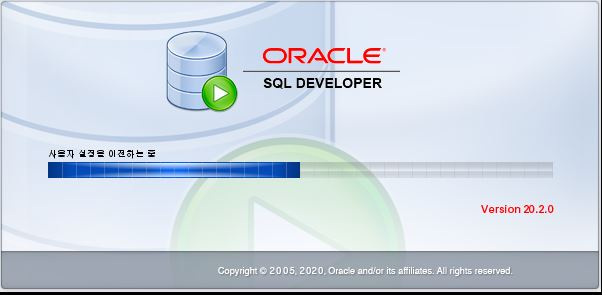 ORACLE®
SQL DEVELOPER
사용자 설정을 이전하는 중
Version 20.2.0
Copyright © 2005, 2020, Oracle and/or its affiliates. All rights reserved.